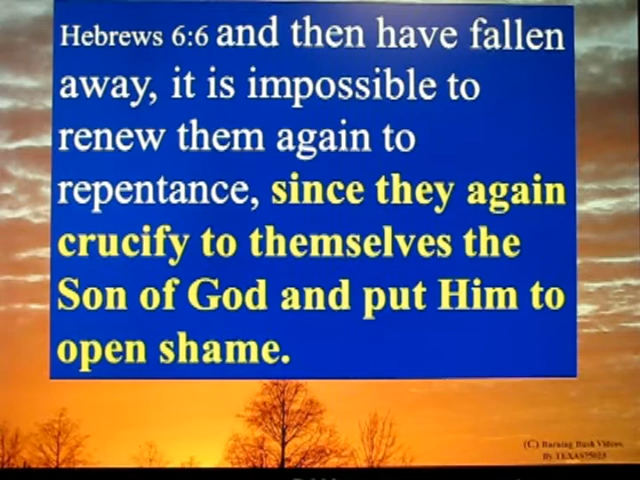 Hebrews 6:6 and then have fallen
away, it is impossible to
renew them again to
repentance, since they again
crucify to themselves the
Son of God and put Him to
open shame.
(C) Burning Bush Videos.